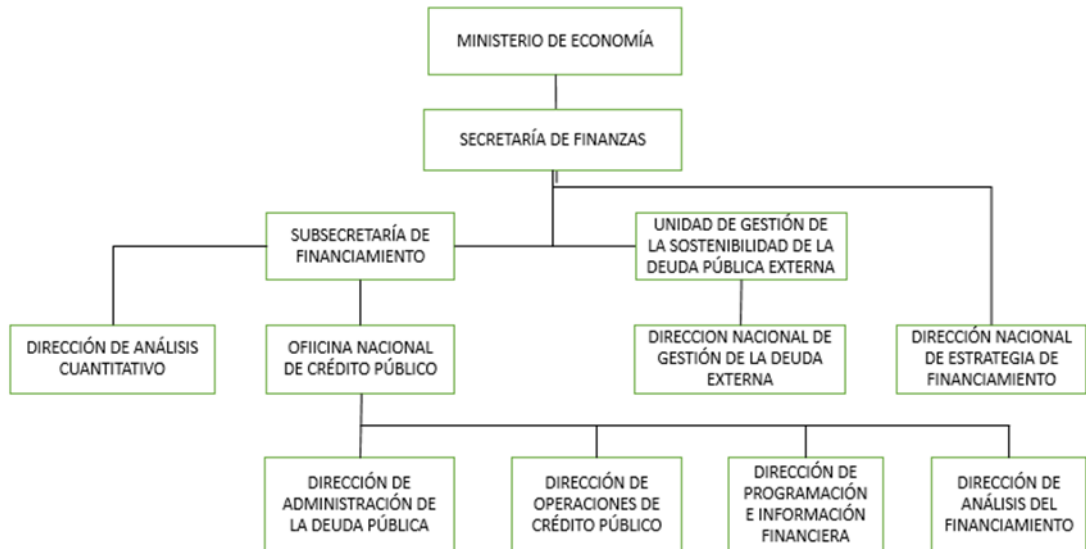 MINISTERIO DE ECONOMÍA
SECRETARÍA DE FINANZAS
SUBSECRETARÍA DE
FINANCIAMIENTO
UNIDAD DE GESTIÓN DE
LA SOSTENIBILIDAD DE LA
DEUDA PÚBLICA EXTERNA
DIRECCIÓN DE ANÁLISIS
CUANTITATIVO
OFIICINA NACIONAL
DE CRÉDITO PÚBLICO
DIRECCION NACIONAL DE
GESTIÓN DE LA DEUDA
EXTERNA
DIRECCIÓN NACIONAL
DE ESTRATEGIA DE
FINANCIAMIENTO
DIRECCIÓN DE
ADMINISTRACIÓN DE
LA DEUDA PÚBLICA
DIRECCIÓN DE
OPERACIONES DE
CRÉDITO PÚBLICO
DIRECCIÓN DE
PROGRAMACIÓN
E INFORMACIÓN
FINANCIERA
DIRECCIÓN DE
ANÁLISIS DEL
FINANCIAMIENTO